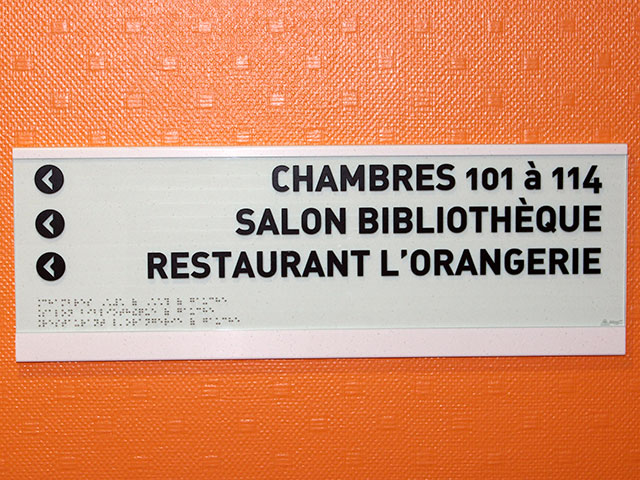 CHAMBRES 101 à 114
SALON BIBLIOTHÈQUE
RESTAURANT L'ORANGERIE